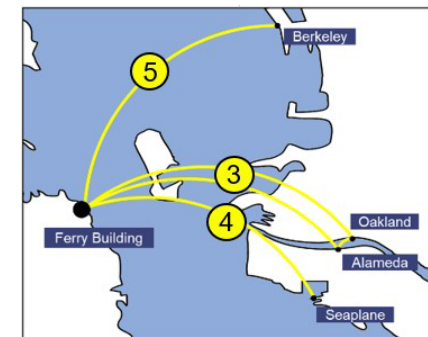 Berkeley
5
3
4
Oakland
Ferry Building
Alameda
Seaplane